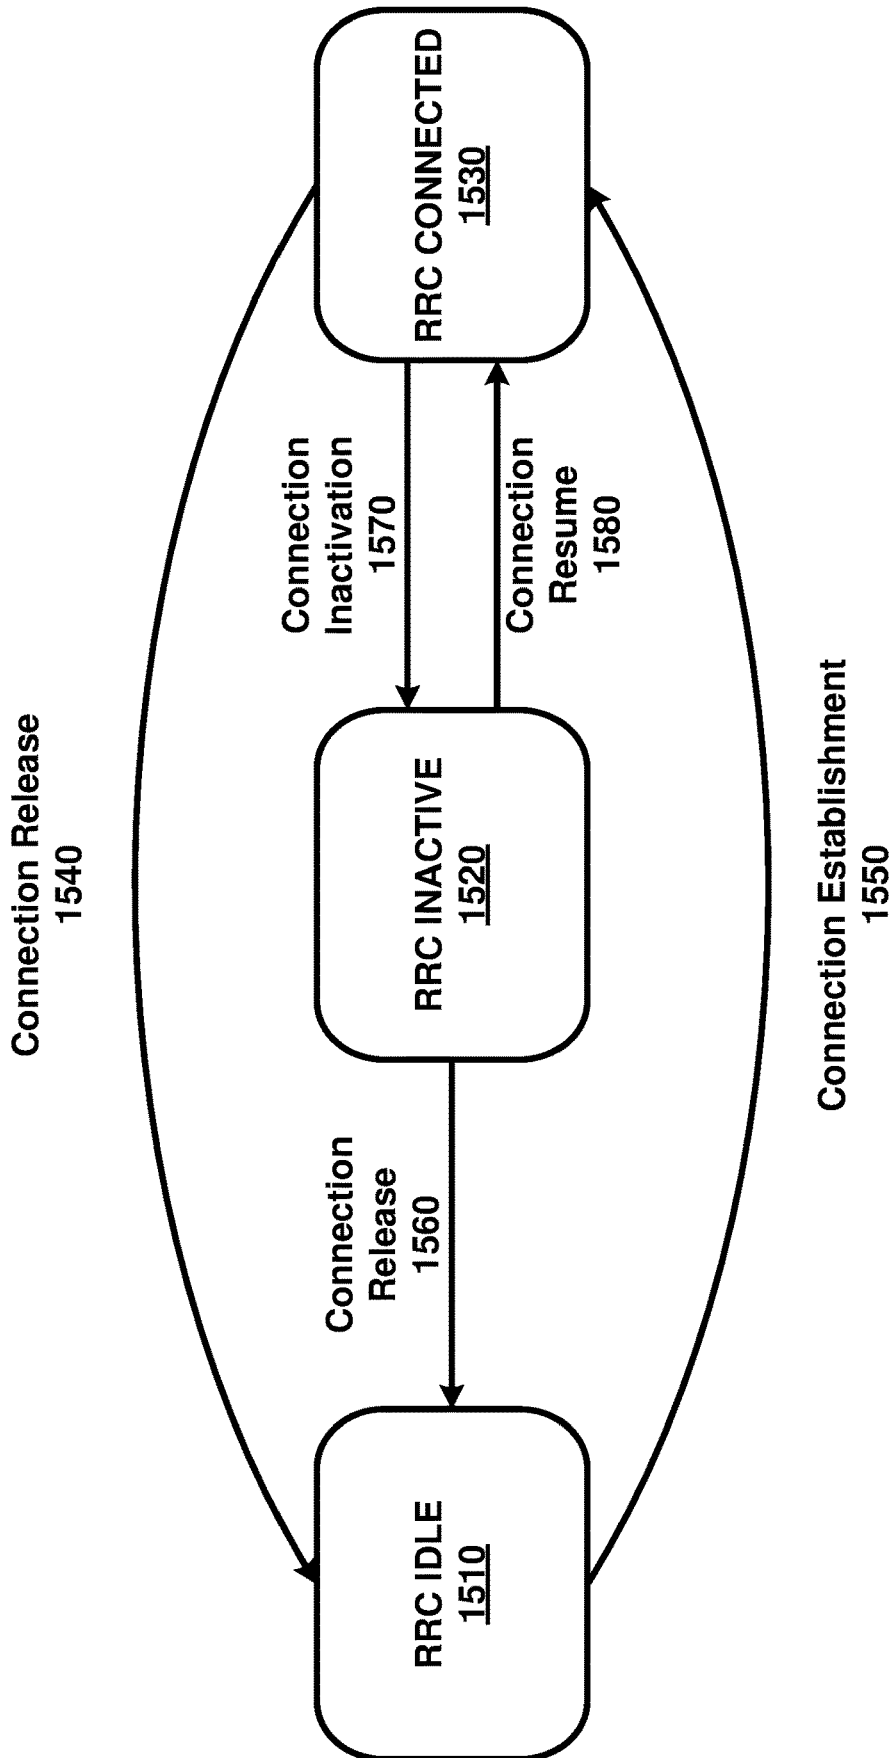 Connection Release
1540
Connection
Release
1560
Connection
Inactivation
1570
RRC IDLE
1510
RRC INACTIVE
1520
RRC CONNECTED
1530
Connection
Resume
1580
Connection Establishment
1550